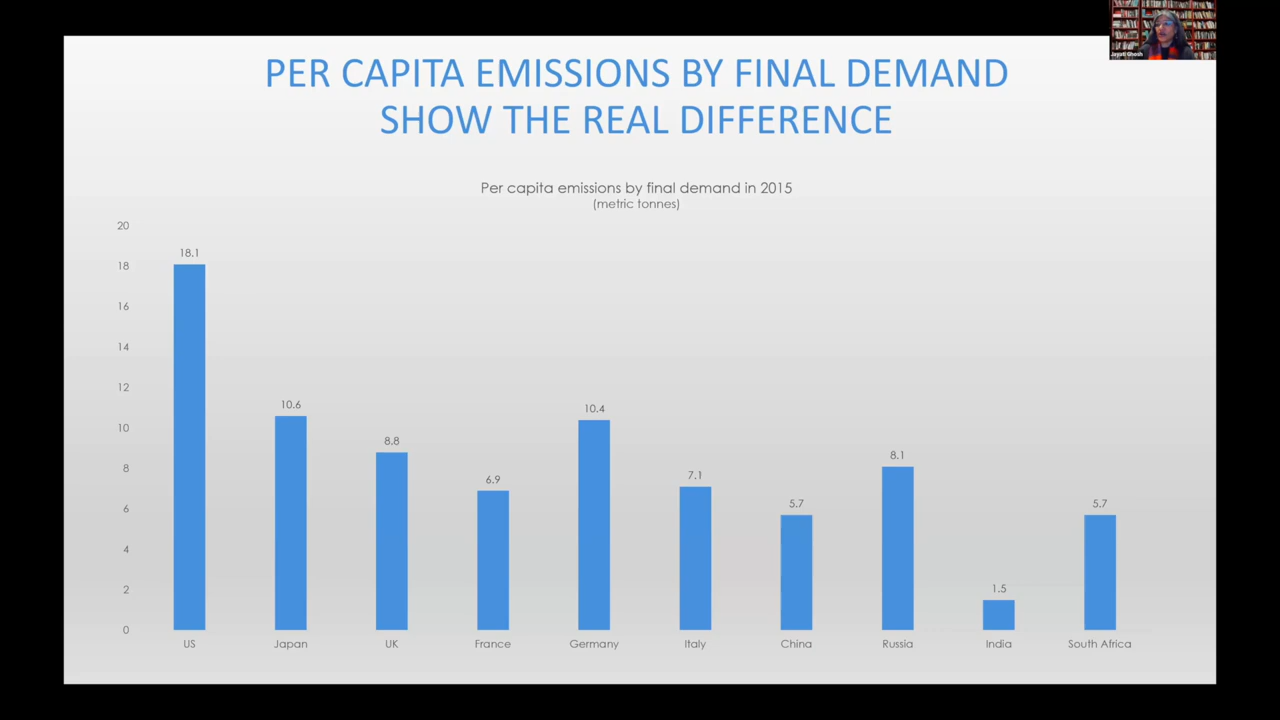 Jayati Ghosh
PER CAPITA EMISSIONS BY FINAL DEMAND
SHOW THE REAL DIFFERENCE
Per capita emissions by final demand in 2015
(metric tonnes)
20
18
16
14
12
10
8
6
4
2
0
18.1
10.6
8.8
6.9
10.4
7.1
5.7
8.1
1.5
5.7
US
Japan
UK
France
Germany
Italy
China
Russia
India
South Africa